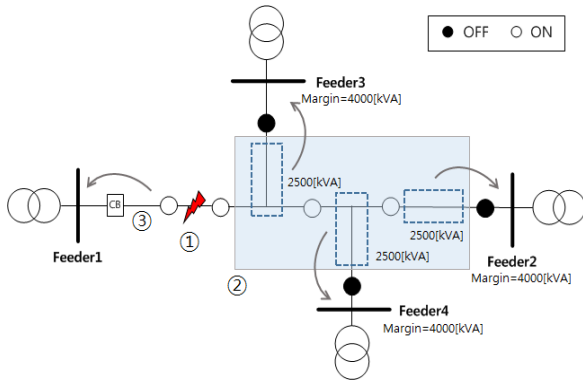 OFF
ON
Feeder3
Margin=4000[kVA]
2500[kVA]
CB
③
①
Feeder1
2500[kVA]
2500[kVA]
②
Feeder2
Margin=4000[kVA]
Feeder4
Margin=4000[kVA]